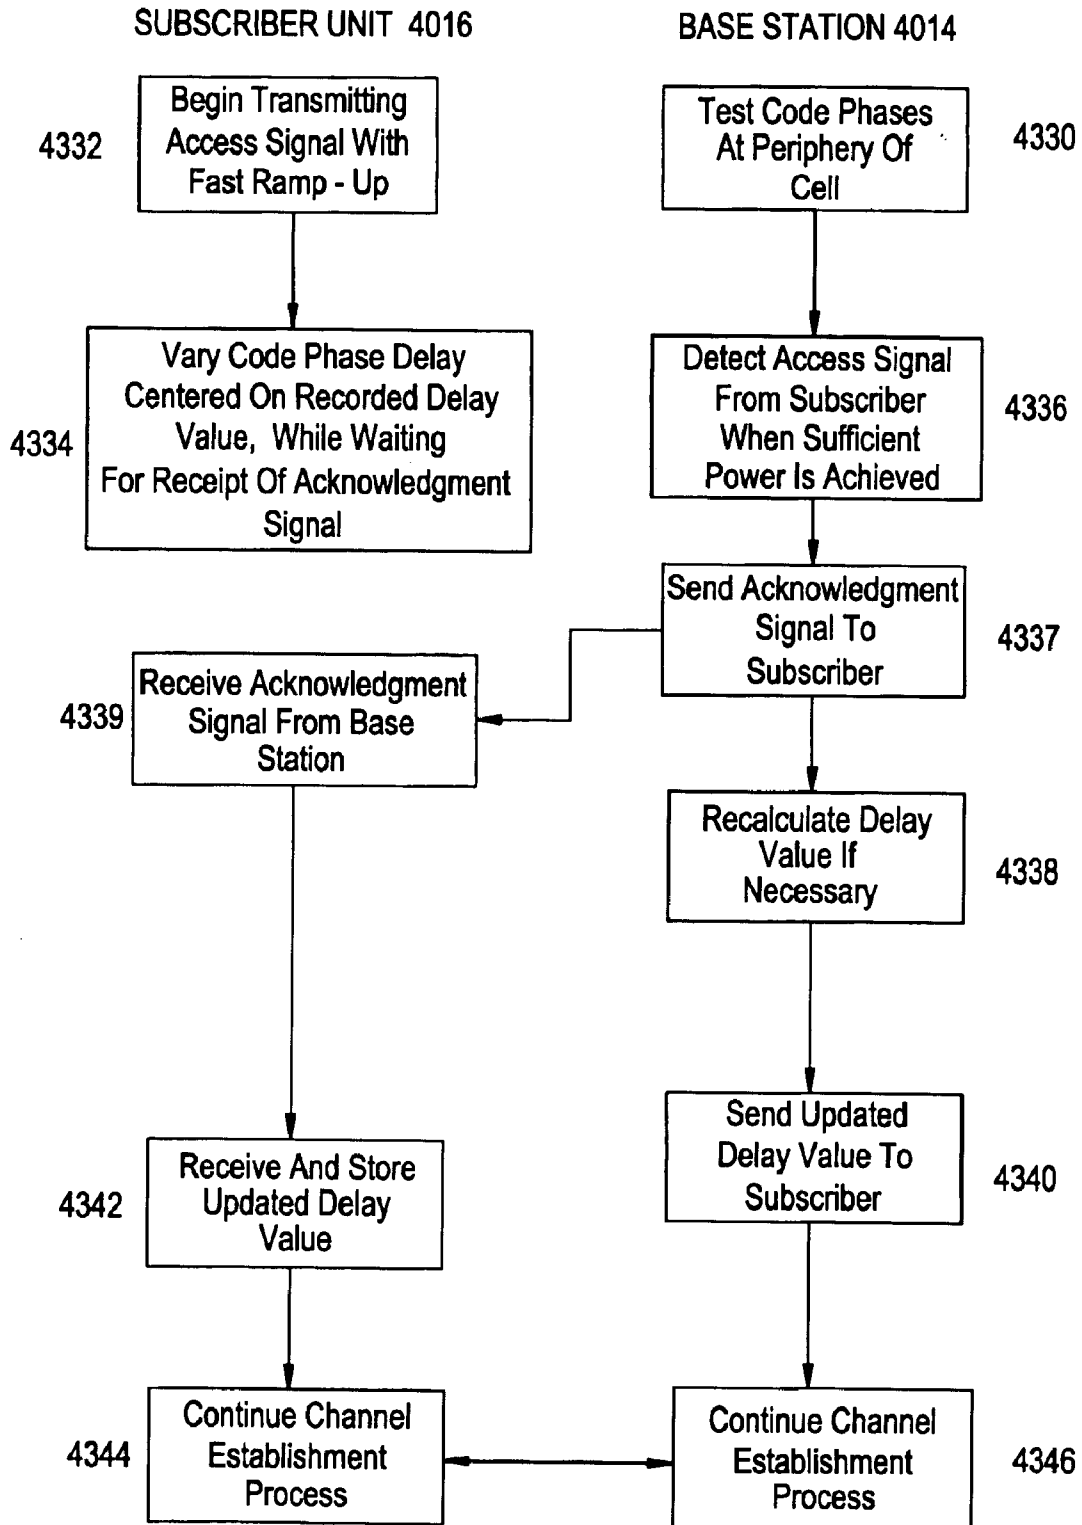 SUBSCRIBER UNIT 4016
BASE STATION 4014
4332
Begin Transmitting
Access Signal With
Fast Ramp - Up
Test Code Phases
At Periphery Of
Cell
4330
4334
Vary Code Phase Delay
Centered On Recorded Delay
Value, While Waiting
For Receipt Of Acknowledgment
Signal
Detect Access Signal
From Subscriber
When Sufficient
Power Is Achieved
4336
Send Acknowledgment
Signal To
Subscriber
4337
4339
Receive Acknowledgment
Signal From Base
Station
Recalculate Delay
Value If
Necessary
4338
Send Updated
Delay Value To
Subscriber
4340
4342
Receive And Store
Updated Delay
Value
4344
Continue Channel
Establishment
Process
Continue Channel
Establishment
Process
4346